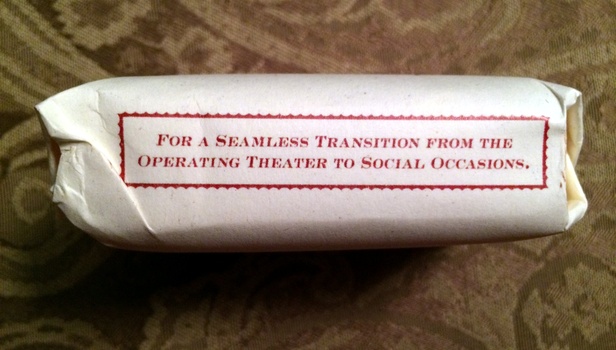 For a Seamless Transition from the
Operating Theater to Social Occasions.